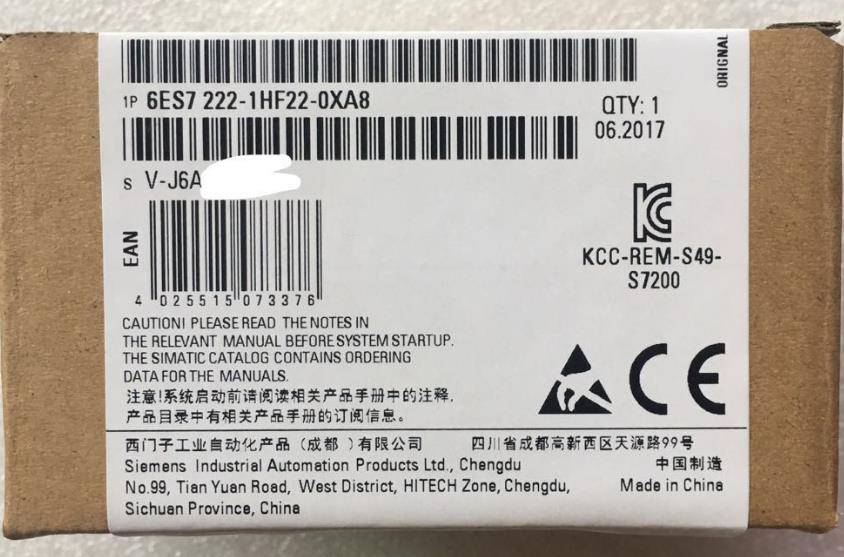 ORIGNAL
1P 6ES7 222-1HF22-0XA8
QTY: 1
06.2017
S V-J6A
EAN
4 025515 073376
KCC-REM-S49-
S7200
CAUTION! PLEASE READ THE NOTES IN
THE RELEVANT MANUAL BEFORE SYSTEM STARTUP.
THE SIMATIC CATALOG CONTAINS ORDERING
DATA FOR THE MANUALS.
注意!系统启动前请阅读相关产品手册中的注释,
产品目录中有相关产品手册的订阅信息。
CE
西门子工业自动化产品（成都）有限公司 四川省成都高新西区天源路99号
Siemens Industrial Automation Products Ltd., Chengdu 中国制造
No.99, Tian Yuan Road, West District, HITECH Zone, Chengdu, Made in China
Sichuan Province, China